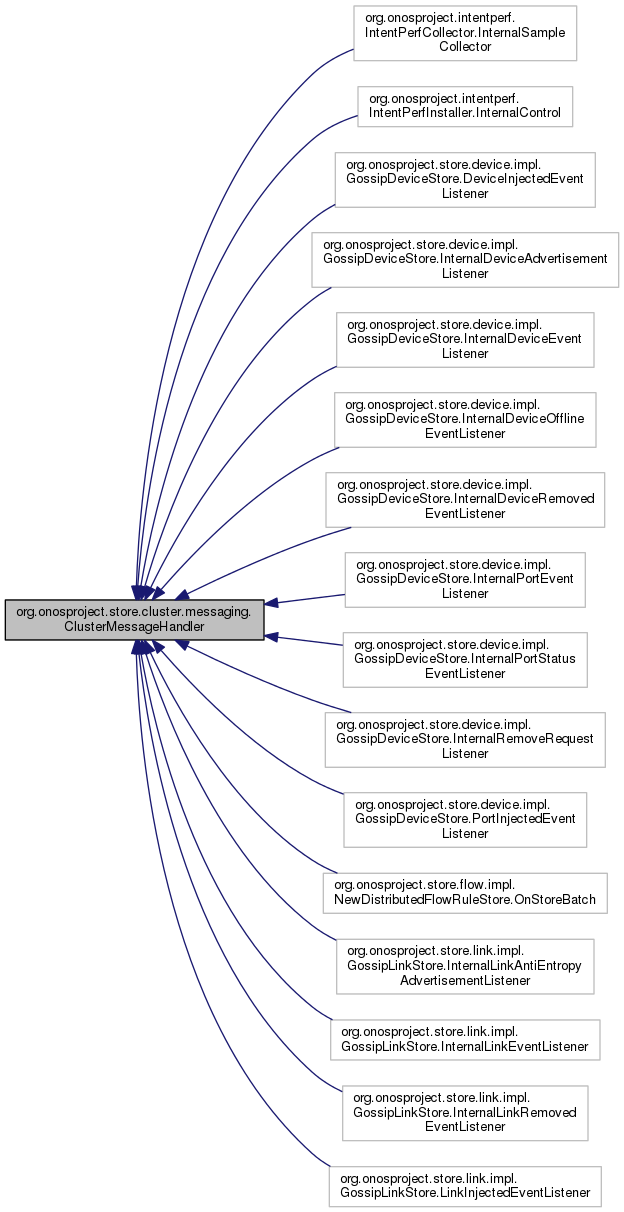 org.onosproject.intentperf.
IntentPerfCollector.InternalSample
Collector
org.onosproject.intentperf.
IntentPerfInstaller.InternalControl
org.onosproject.store.device.impl.
GossipDeviceStore.DeviceInjectedEvent
Listener
org.onosproject.store.device.impl.
GossipDeviceStore.InternalDeviceAdvertisement
Listener
org.onosproject.store.device.impl.
GossipDeviceStore.InternalDeviceEvent
Listener
org.onosproject.store.device.impl.
GossipDeviceStore.InternalDeviceOffline
EventListener
org.onosproject.store.device.impl.
GossipDeviceStore.InternalDeviceRemoved
EventListener
org.onosproject.store.device.impl.
GossipDeviceStore.InternalPortEvent
Listener
org.onosproject.store.cluster.messaging.
ClusterMessageHandler
org.onosproject.store.device.impl.
GossipDeviceStore.InternalPortStatus
EventListener
org.onosproject.store.device.impl.
GossipDeviceStore.InternalRemoveRequest
Listener
org.onosproject.store.device.impl.
GossipDeviceStore.PortInjectedEvent
Listener
org.onosproject.store.flow.impl.
NewDistributedFlowRuleStore.OnStoreBatch
org.onosproject.store.link.impl.
GossipLinkStore.InternalLinkAntiEntropy
AdvertisementListener
org.onosproject.store.link.impl.
GossipLinkStore.InternalLinkEventListener
org.onosproject.store.link.impl.
GossipLinkStore.InternalLinkRemoved
EventListener
org.onosproject.store.link.impl.
GossipLinkStore.LinkInjectedEventListener